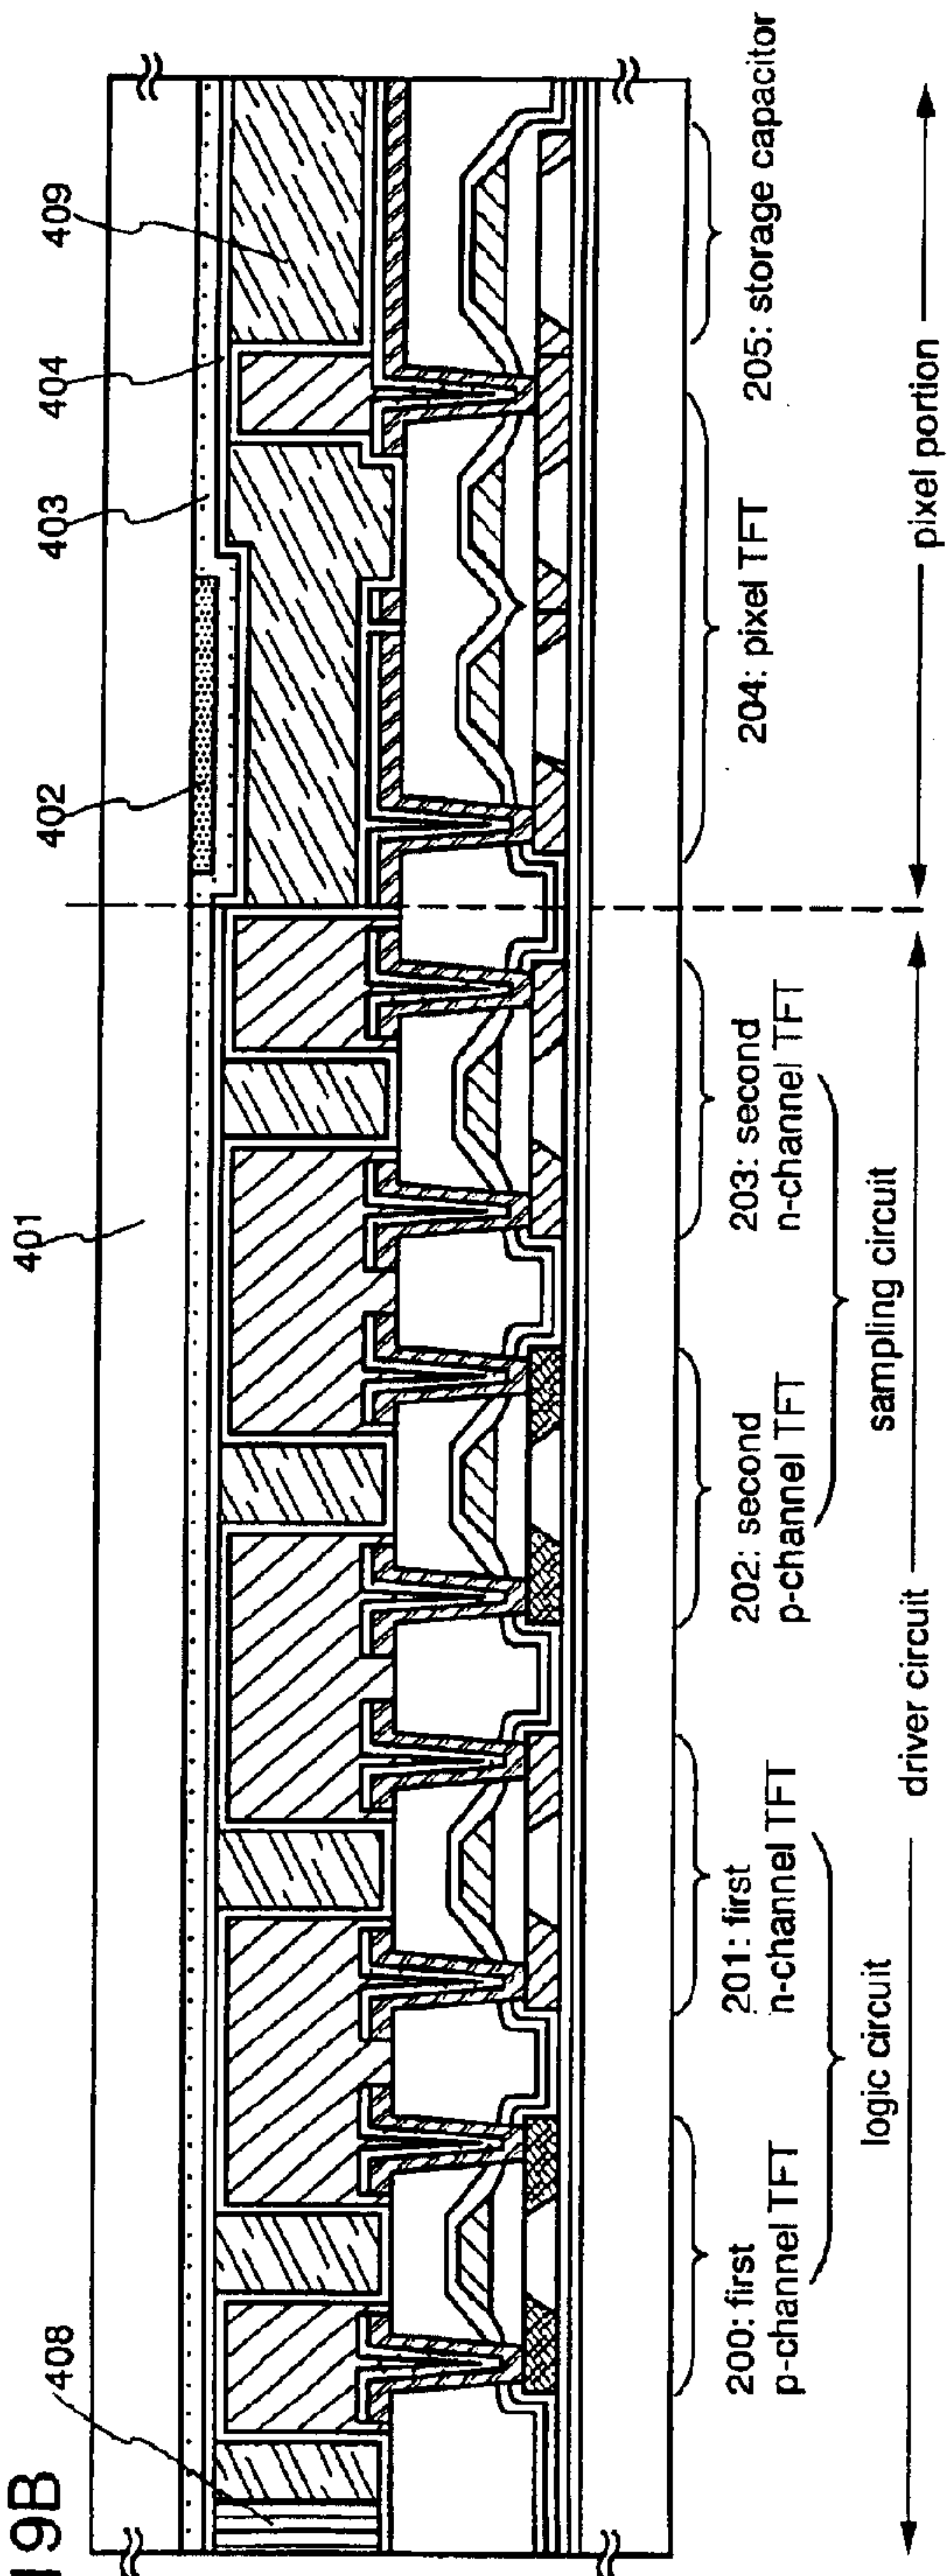 19B
408
401
402
403
404
409
200: first
p-channel TFT
201: first
n-channel TFT
202: second
p-channel TFT
203: second
n-channel TFT
204: pixel TFT
205: storage capacitor
logic circuit
sampling circuit
driver circuit
pixel portion